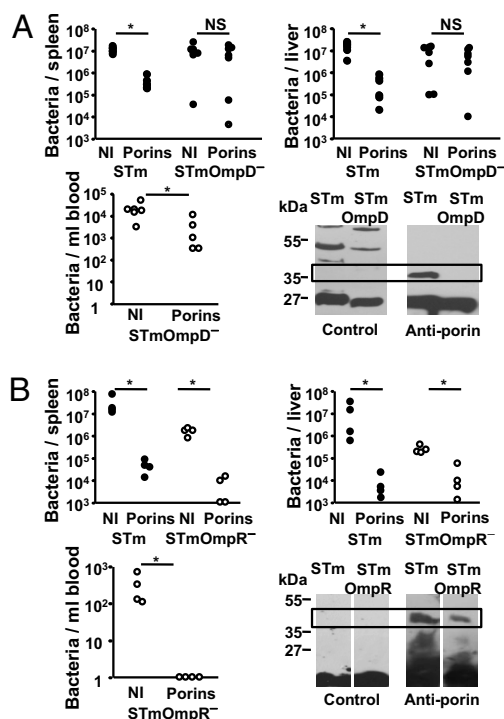 A
Bacteria / spleen
10⁸
10⁷
10⁶
10⁵
10⁴
10³
*
NS
NI Porins NI Porins
STm STmOmpD⁻
Bacteria / liver
10⁸
10⁷
10⁶
10⁵
10⁴
10³
*
NS
NI Porins NI Porins
STm STmOmpD⁻
Bacteria / ml blood
10⁵
10⁴
10³
10²
1
*
NI Porins
STmOmpD⁻
kDa
STm STm OmpD STm STm OmpD
55
35
27
Control Anti-porin
B
Bacteria / spleen
10⁸
10⁷
10⁶
10⁵
10⁴
10³
* *
NI Porins NI Porins
STm STmOmpR⁻
Bacteria / liver
10⁸
10⁷
10⁶
10⁵
10⁴
10³
* *
NI Porins NI Porins
STm STmOmpR⁻
Bacteria / ml blood
10³
10²
1
*
NI Porins
STmOmpR⁻
kDa
STm STm OmpR STm STm OmpR
55
35
27
Control Anti-porin